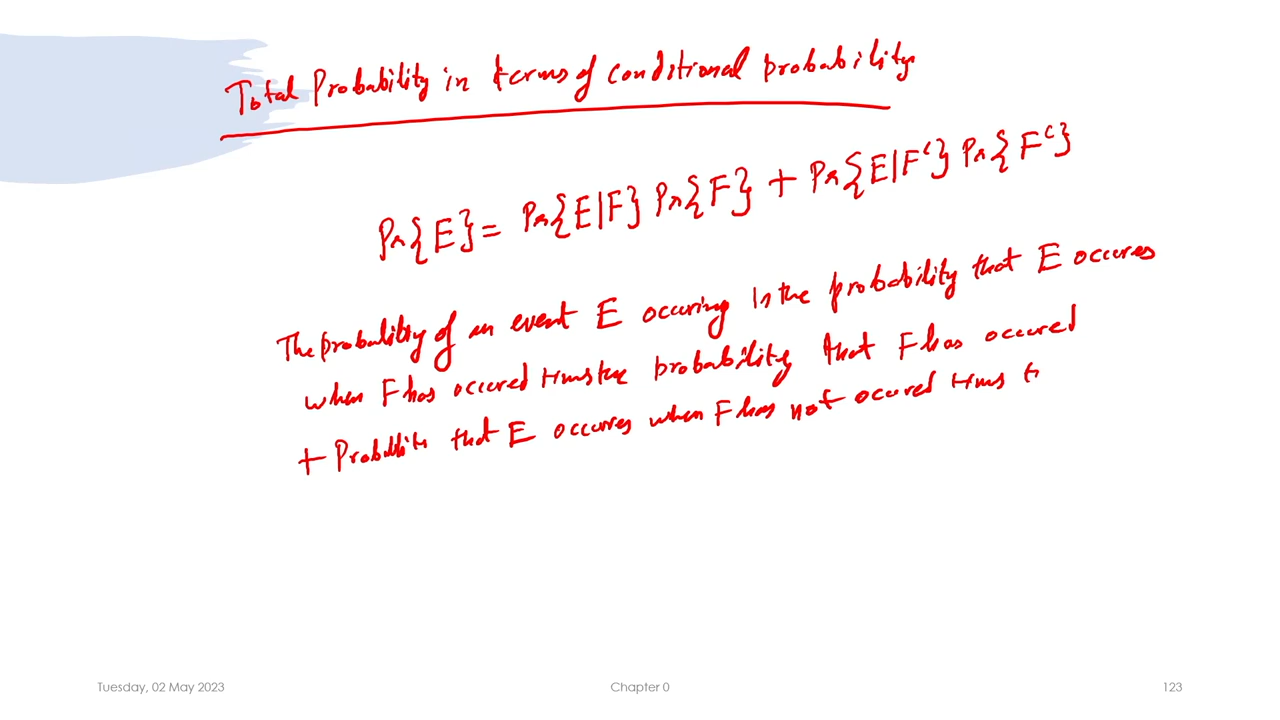 Total Probability in terms of conditional probability
Pr{E} = Pr{E|F} Pr{F} + Pr{E|Fᶜ} Pr{Fᶜ}
The probability of an event E occuring is the probability that E occures
when F has occured times the probability that F has occured
+ Probability that E occures when F has not occured times t
Tuesday, 02 May 2023 Chapter 0 123